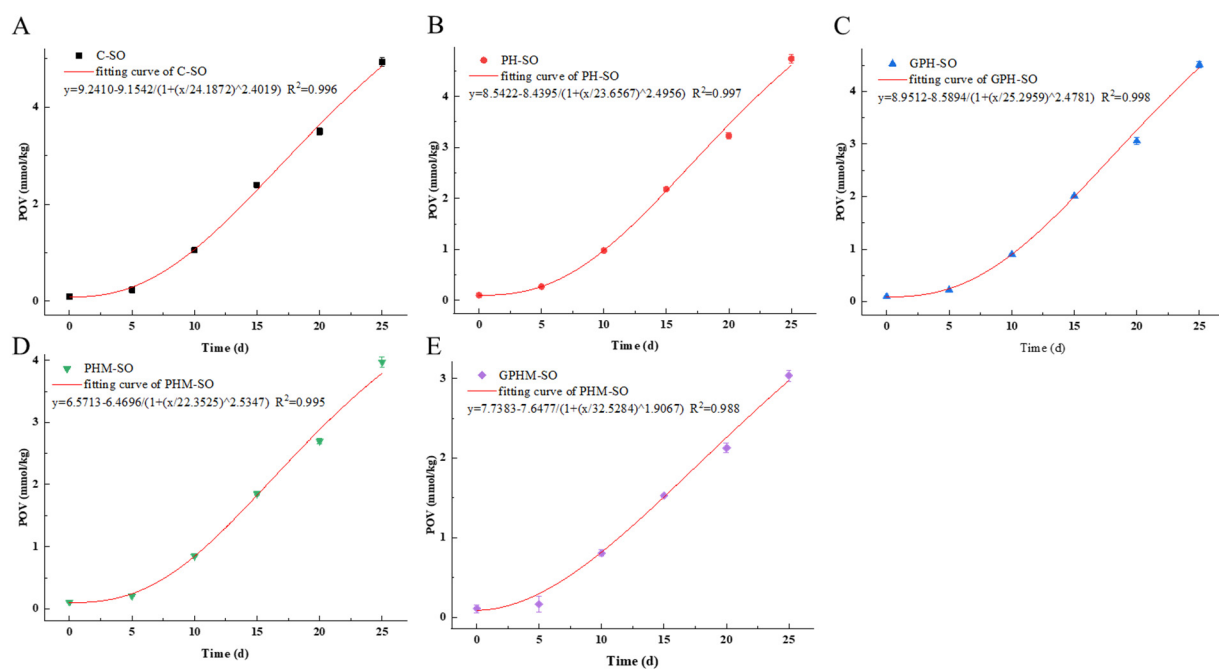 A
C-SO
fitting curve of C-SO
y=9.2410-9.1542/(1+(x/24.1872)^2.4019) R²=0.996
POV (mmol/kg)
4
2
0
0 5 10 15 20 25
Time (d)
B
PH-SO
fitting curve of PH-SO
y=8.5422-8.4395/(1+(x/23.6567)^2.4956) R²=0.997
POV (mmol/kg)
5
4
3
2
1
0
0 5 10 15 20 25
Time (d)
C
GPH-SO
fitting curve of GPH-SO
y=8.9512-8.5894/(1+(x/25.2959)^2.4781) R²=0.998
POV (mmol/kg)
5
4
3
2
1
0
0 5 10 15 20 25
Time (d)
D
PHM-SO
fitting curve of PHM-SO
y=6.5713-6.4696/(1+(x/22.3525)^2.5347) R²=0.995
POV (mmol/kg)
4
3
2
1
0
0 5 10 15 20 25
Time (d)
E
GPHM-SO
fitting curve of PHM-SO
y=7.7383-7.6477/(1+(x/32.5284)^1.9067) R²=0.988
POV (mmol/kg)
3
2
1
0
0 5 10 15 20 25
Time (d)